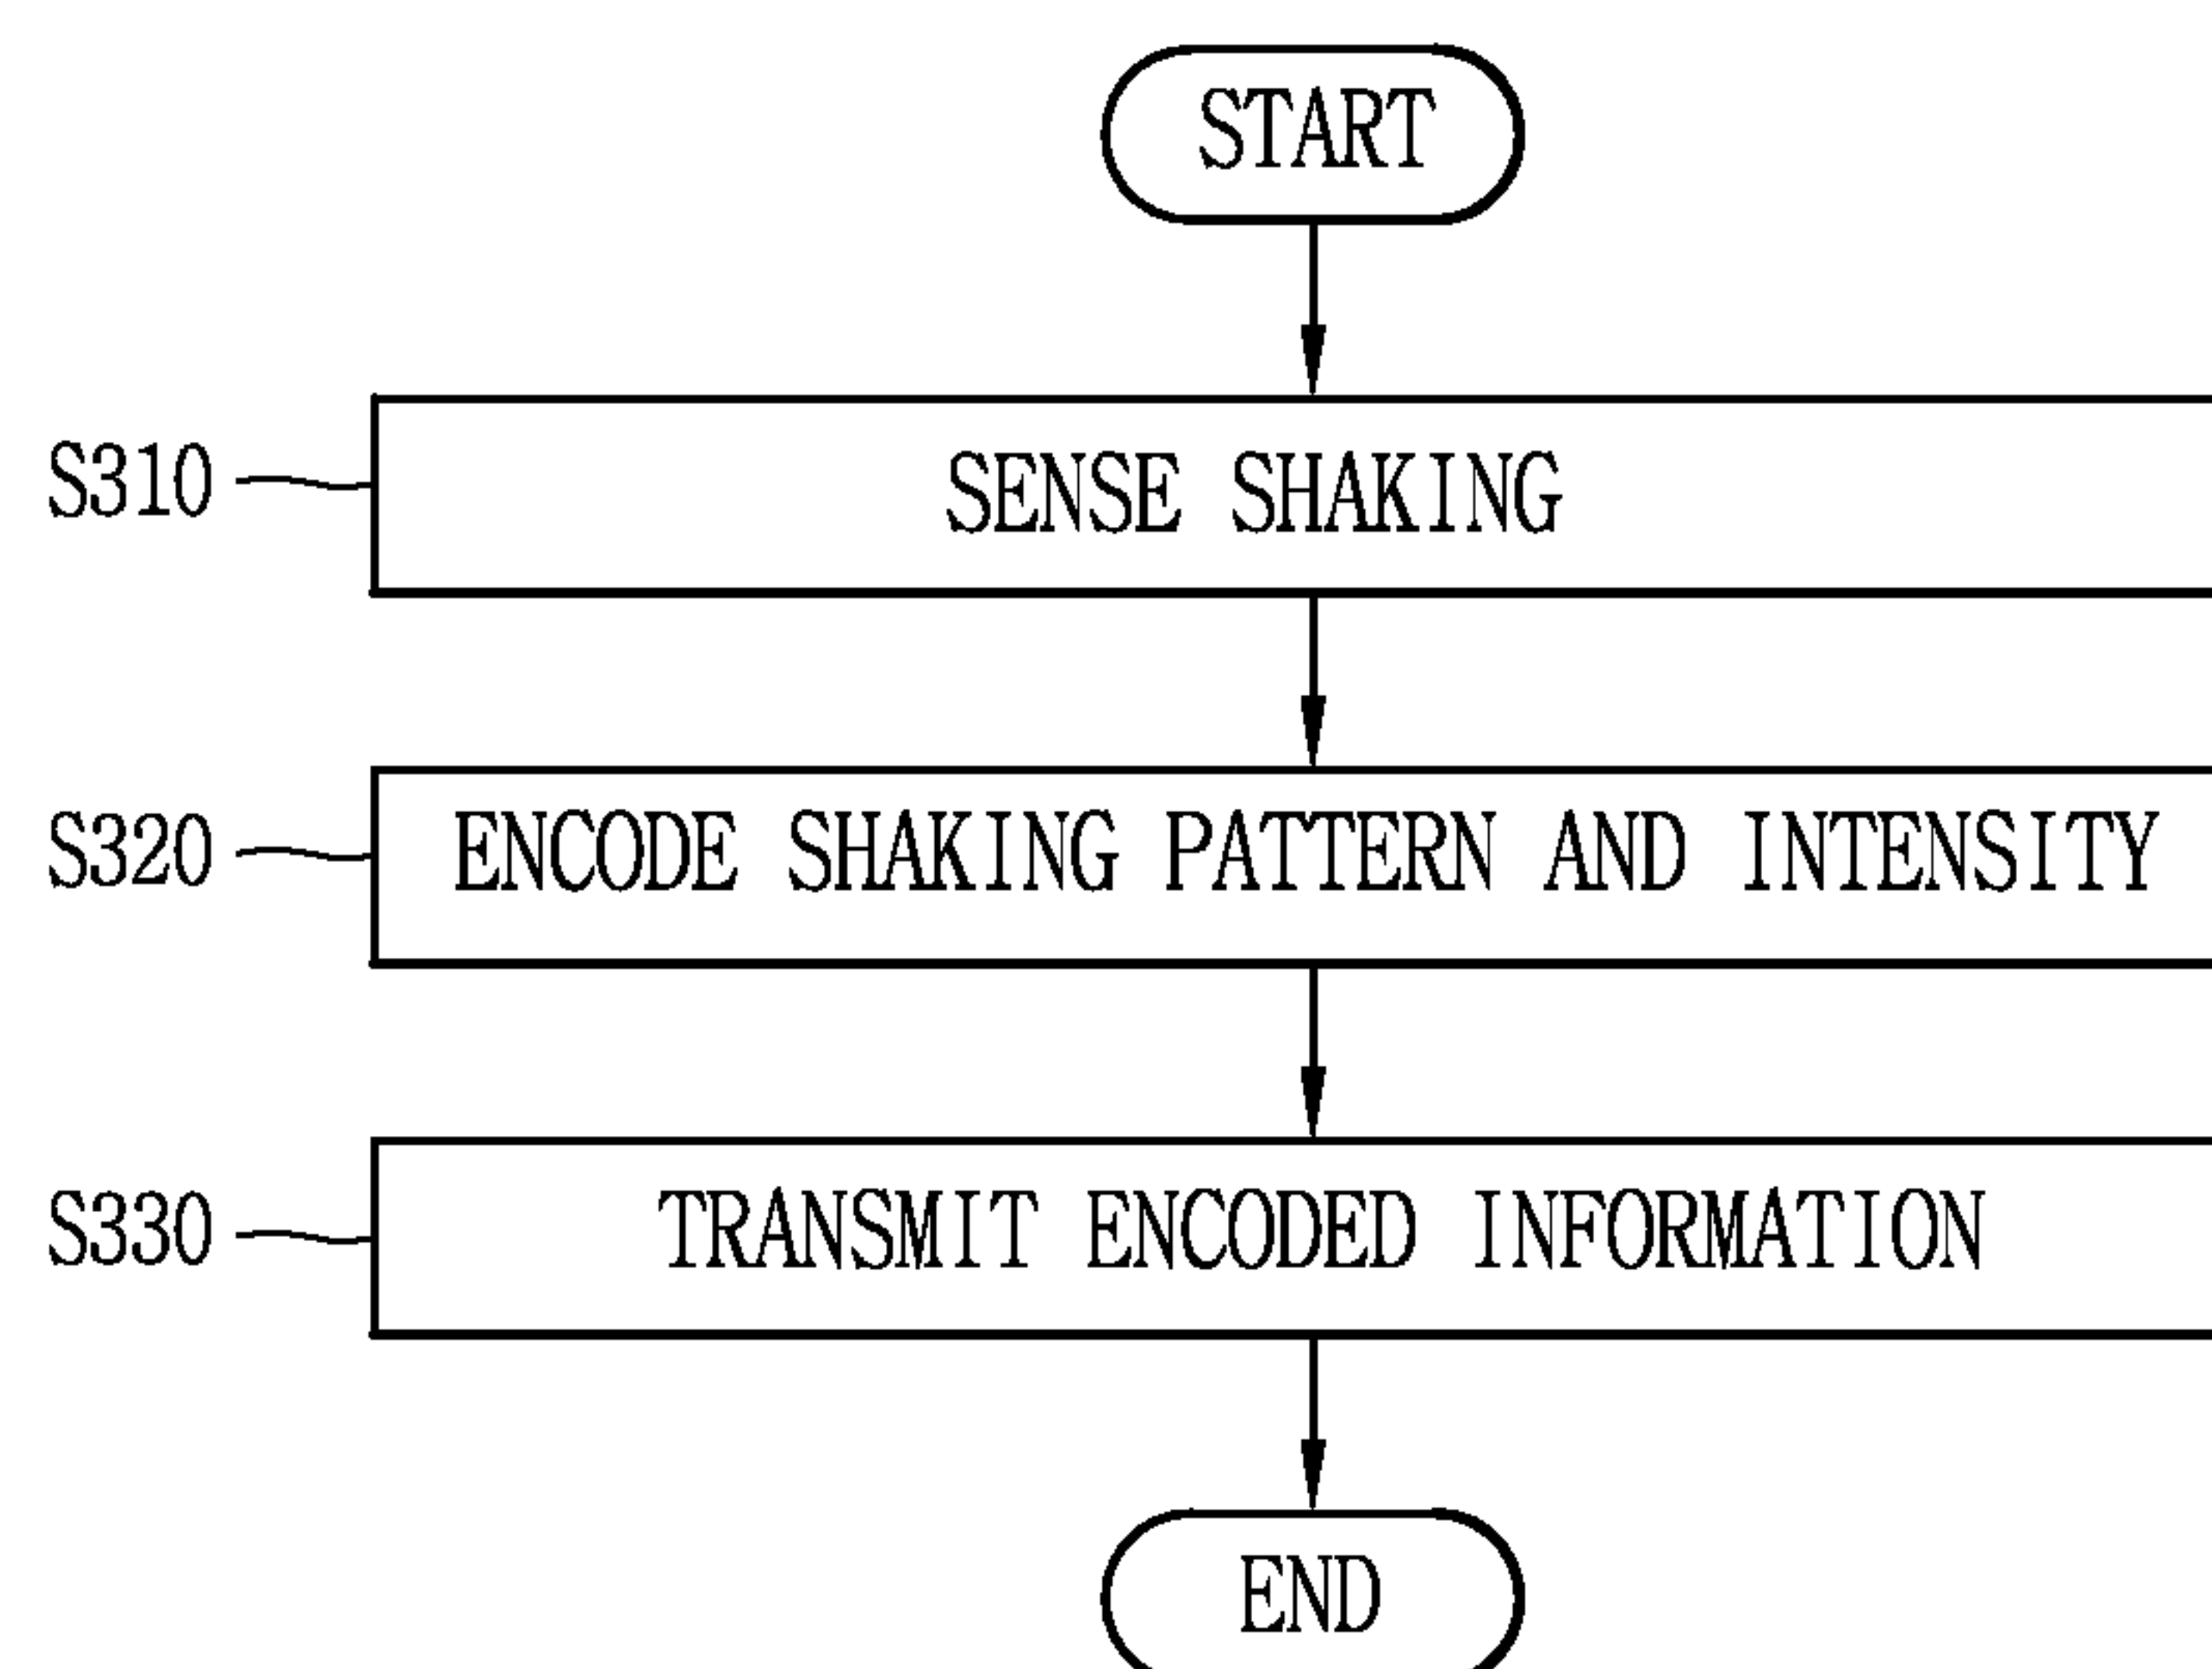 START
S310
SENSE SHAKING
S320
ENCODE SHAKING PATTERN AND INTENSITY
S330
TRANSMIT ENCODED INFORMATION
END